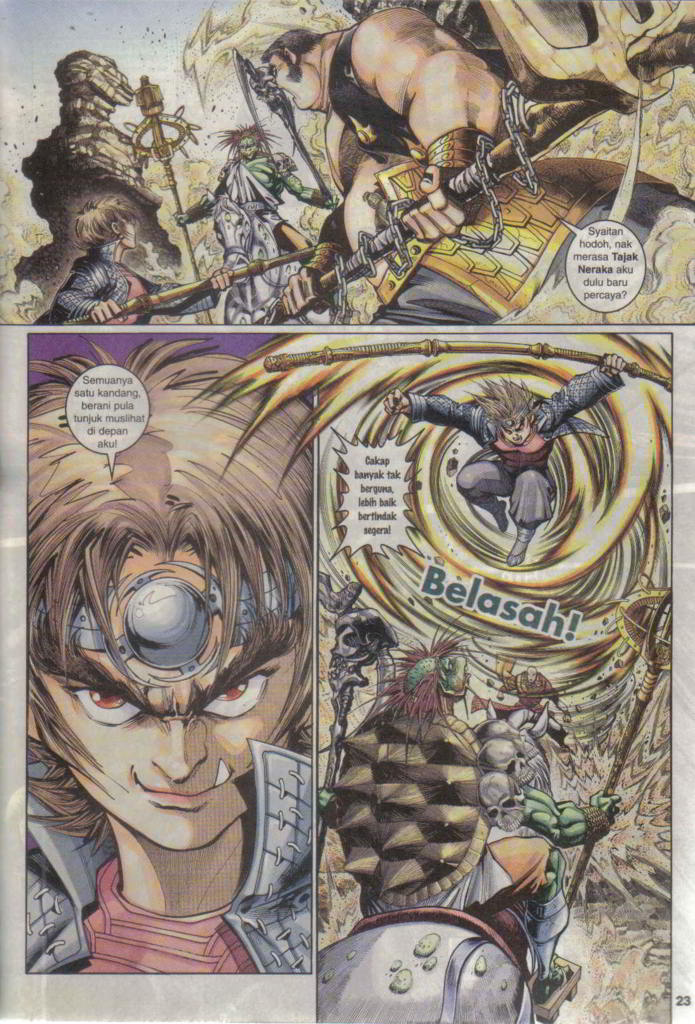 Syaitan
hodoh, nak
merasa Tajak
Neraka aku
dulu baru
percaya?
Semuanya
satu kandang,
berani pula
tunjuk muslihat
di depan
aku!
Cakap
banyak tak
berguna,
lebih baik
bertindak
segera!
Belasah!
23